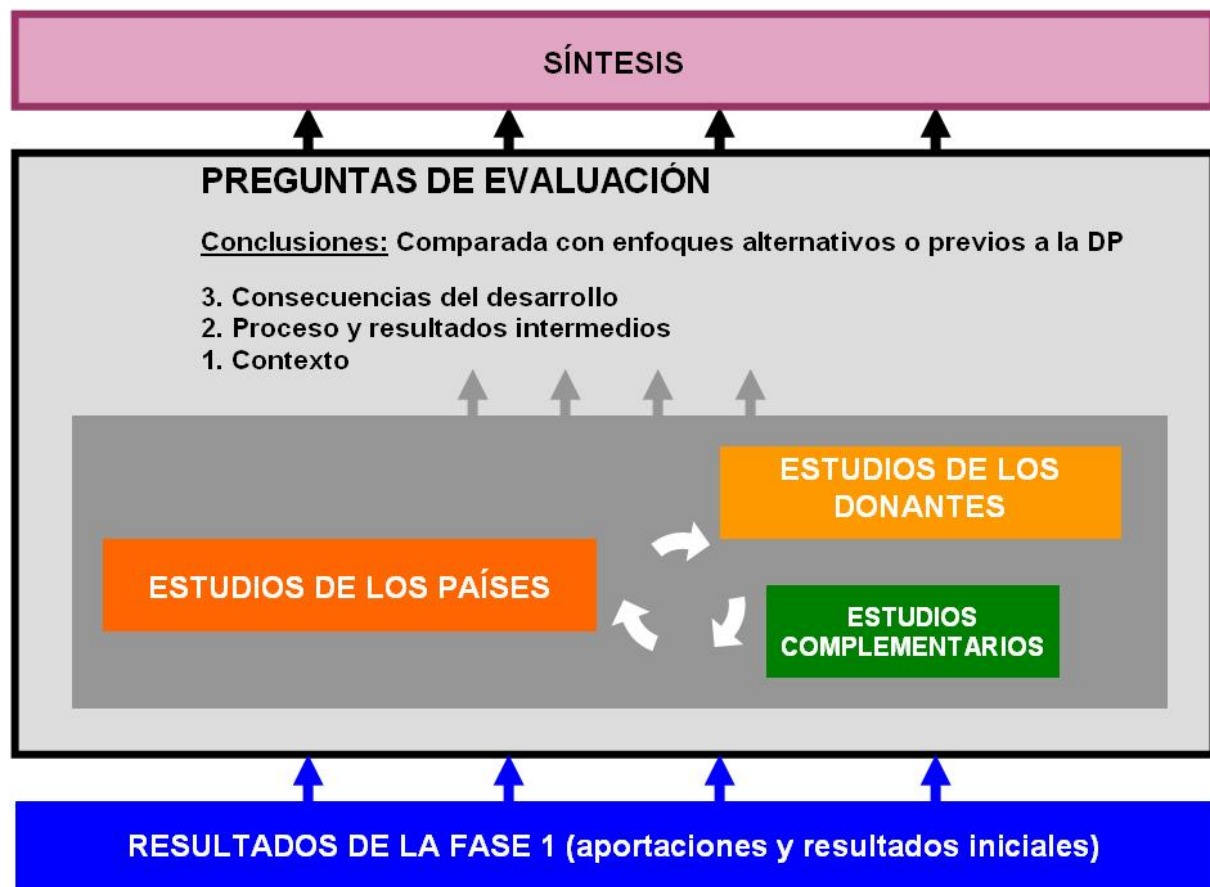 SÍNTESIS
PREGUNTAS DE EVALUACIÓN
Conclusiones: Comparada con enfoques alternativos o previos a la DP
3. Consecuencias del desarrollo
2. Proceso y resultados intermedios
1. Contexto
ESTUDIOS DE LOS
DONANTES
ESTUDIOS DE LOS PAÍSES
ESTUDIOS
COMPLEMENTARIOS
RESULTADOS DE LA FASE 1 (aportaciones y resultados iniciales)